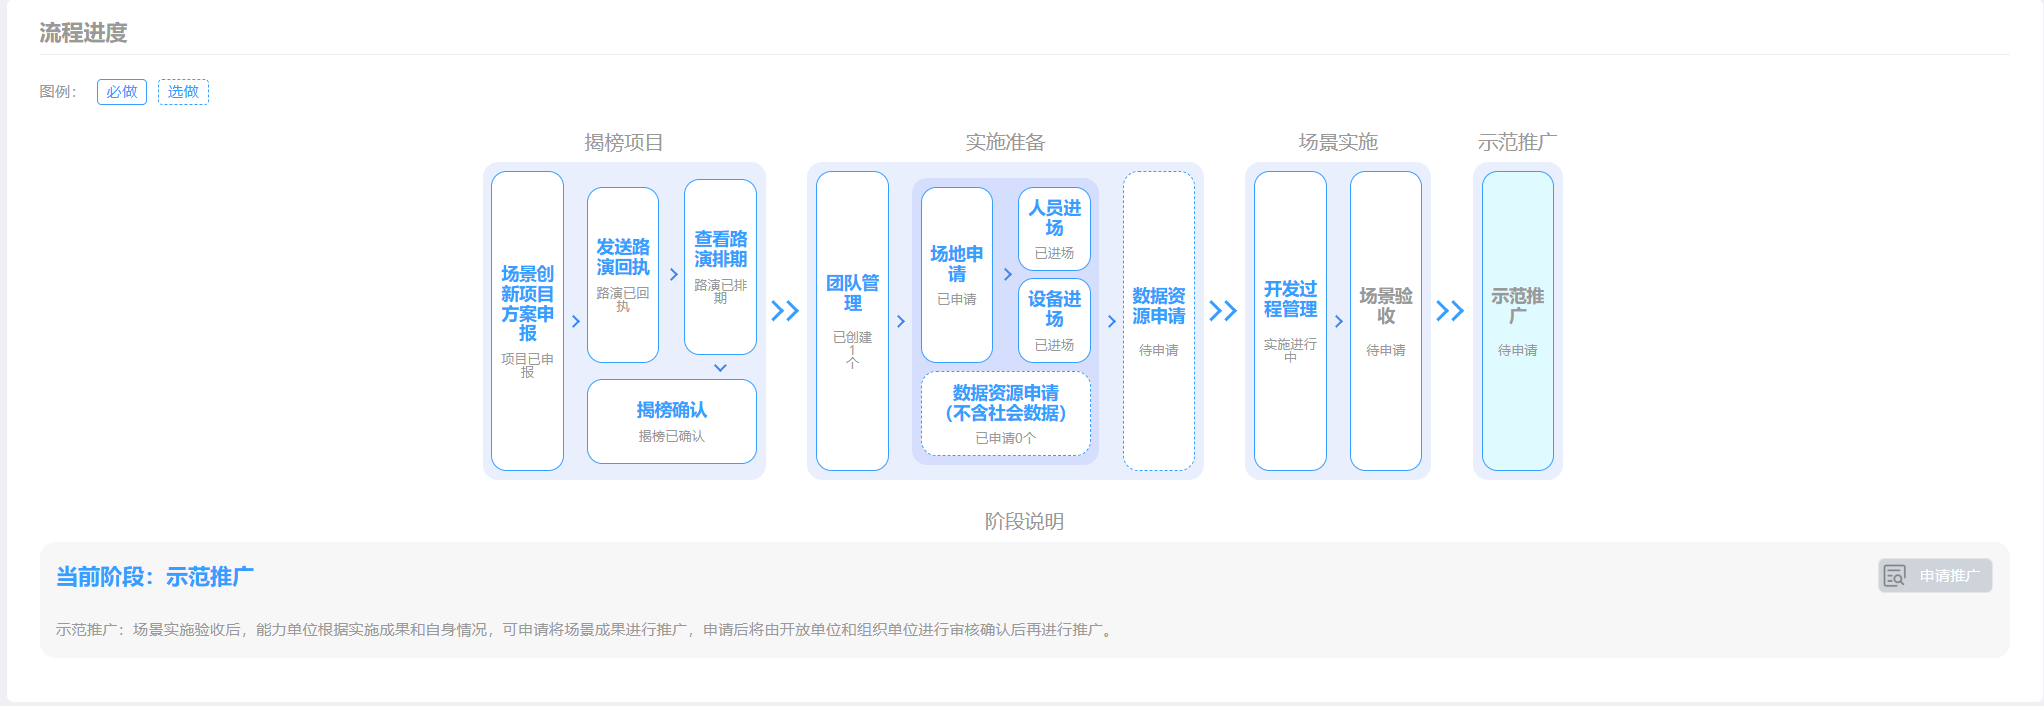 流程进度
图例：
必做
选做
揭榜项目
场景创
新项目
方案申
报
项目已申
报
发送路
演回执
路演已回
执
查看路
演排期
路演已排
期
揭榜确认
揭榜已确认
实施准备
团队管
理
已创建
1
个
场地申
请
已申请
人员进
场
已进场
设备进
场
已进场
数据资源申请
（不含社会数据）
已申请0个
数据资
源申请
待申请
场景实施
开发过
程管理
实施进行
中
场景验
收
待申请
示范推广
示范推
广
待申请
阶段说明
当前阶段：示范推广
申请推广
示范推广：场景实施验收后，能力单位根据实施成果和自身情况，可申请将场景成果进行推广，申请后将由开放单位和组织单位进行审核确认后再进行推广。